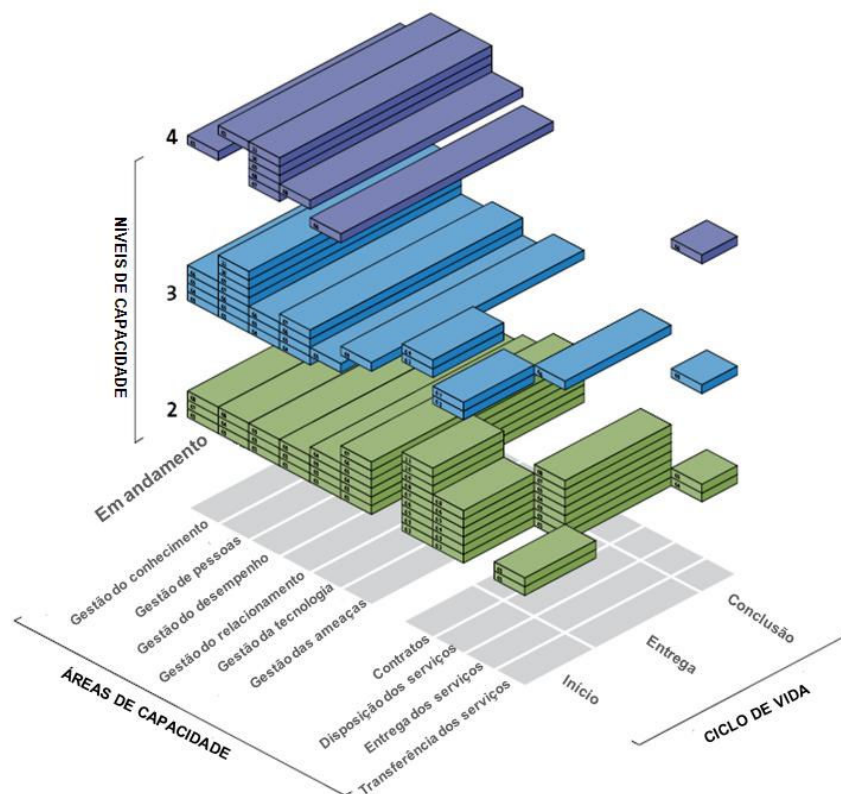 4
3
2
NÍVEIS DE CAPACIDADE
Em andamento
Gestão do conhecimento
Gestão de pessoas
Gestão do desempenho
Gestão do relacionamento
Gestão da tecnologia
Gestão das ameaças
Contratos
Disposição dos serviços
Entrega dos serviços
Transferência dos serviços
Início
Entrega
Conclusão
ÁREAS DE CAPACIDADE
CICLO DE VIDA